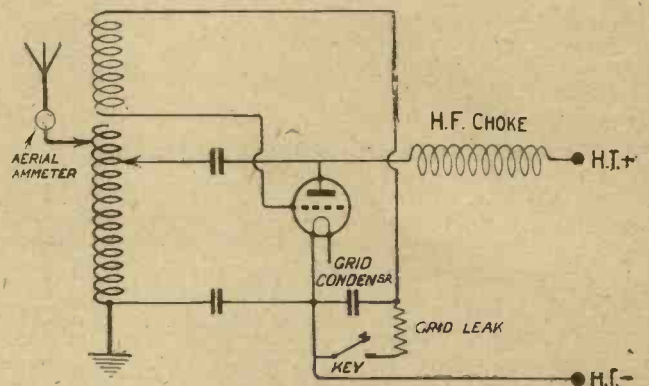 H.F. CHOKE
H.T.+
AERIAL
AMMETER
GRID
CONDENSR.
GRID LEAK
KEY
H.T.-